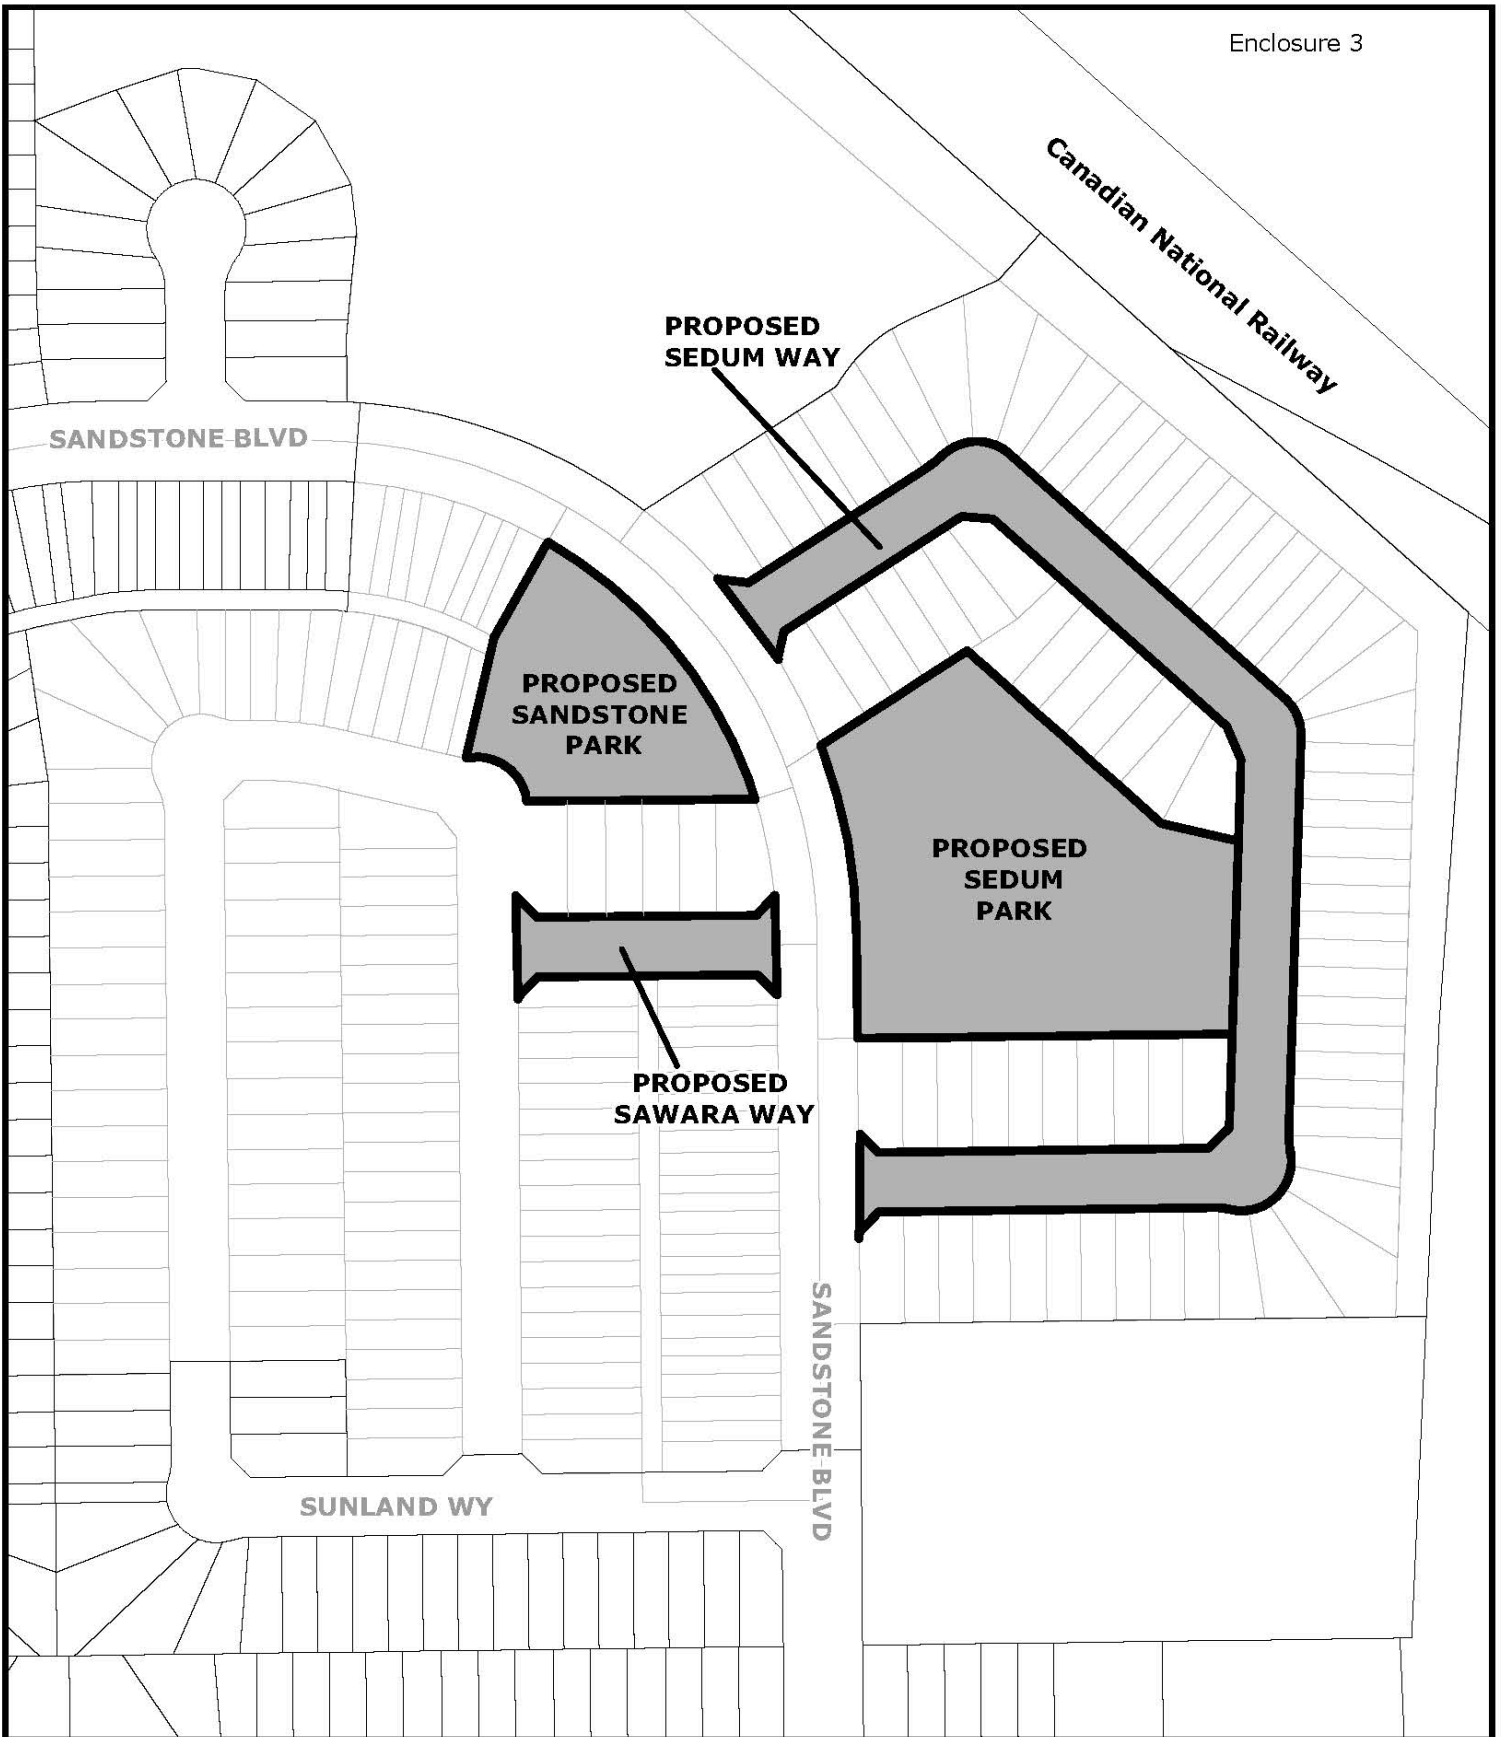 Enclosure 3
Canadian National Railway
PROPOSED
SEDUM WAY
SANDSTONE BLVD
PROPOSED
SANDSTONE
PARK
PROPOSED
SEDUM
PARK
PROPOSED
SAWARA WAY
SANDSTONE BLVD
SUNLAND WY